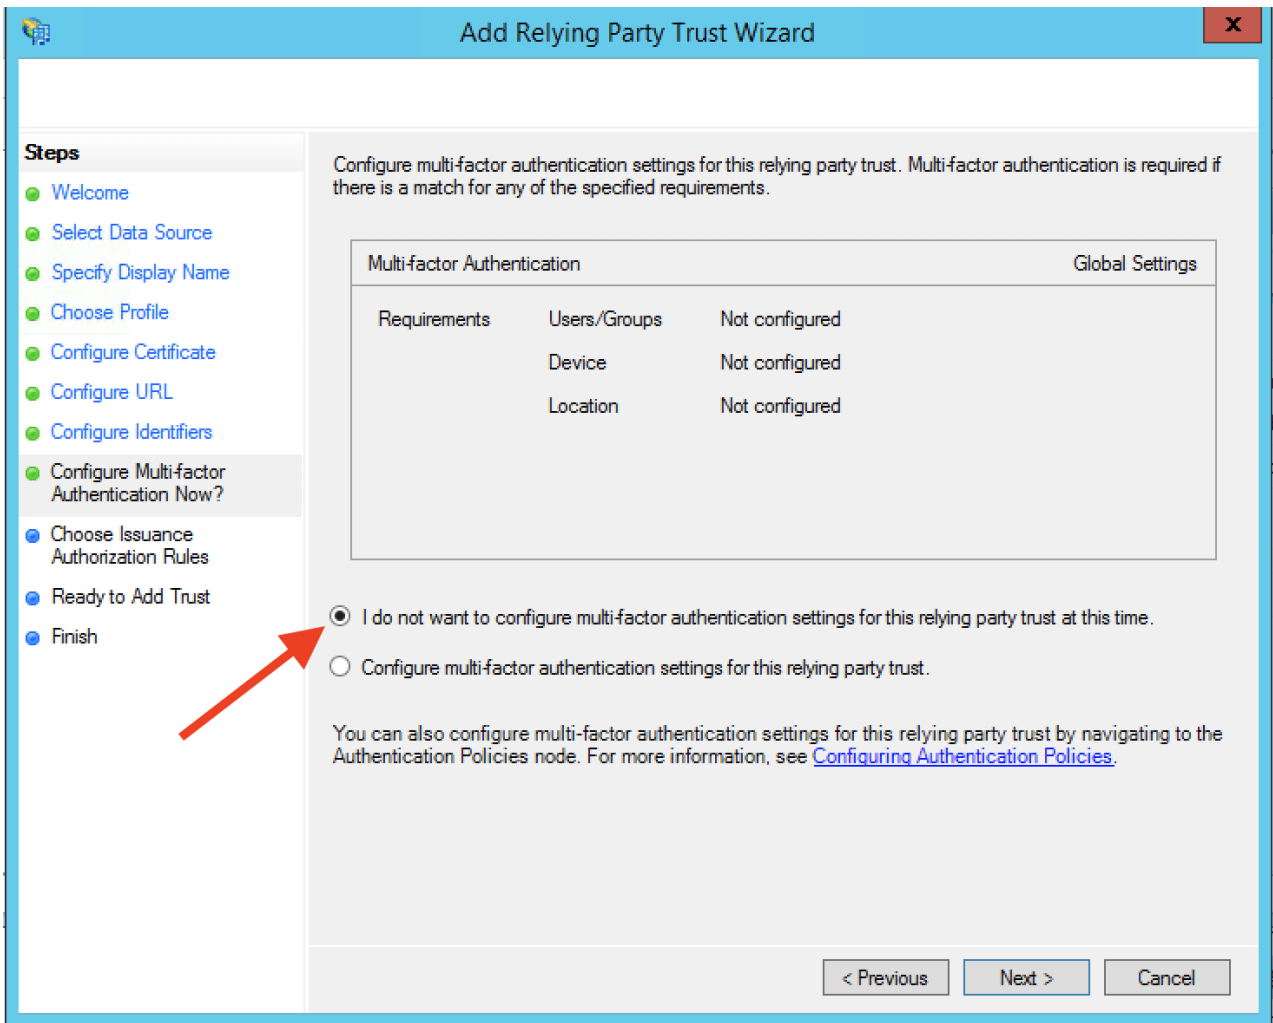 Add Relying Party Trust Wizard
X
Steps
Welcome
Select Data Source
Specify Display Name
Choose Profile
Configure Certificate
Configure URL
Configure Identifiers
Configure Multi-factor
Authentication Now?
Choose Issuance
Authorization Rules
Ready to Add Trust
Finish
Configure multi-factor authentication settings for this relying party trust. Multi-factor authentication is required if
there is a match for any of the specified requirements.
Multi-factor Authentication Global Settings
Requirements Users/Groups Not configured
Device Not configured
Location Not configured
I do not want to configure multi-factor authentication settings for this relying party trust at this time.
Configure multi-factor authentication settings for this relying party trust.
You can also configure multi-factor authentication settings for this relying party trust by navigating to the
Authentication Policies node. For more information, see Configuring Authentication Policies.
< Previous Next > Cancel